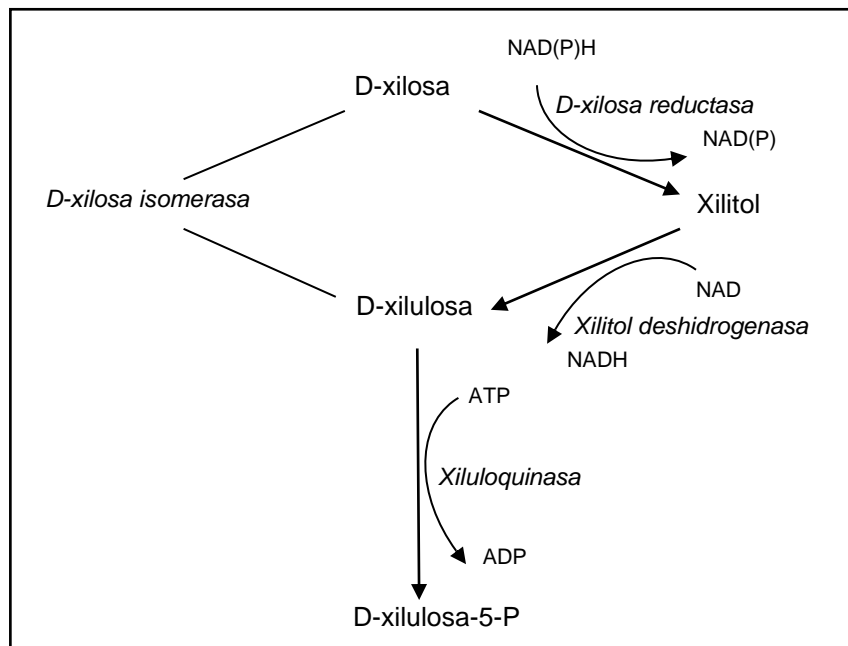 NAD(P)H
D-xilosa
D-xilosa reductasa
NAD(P)
D-xilosa isomerasa
Xilitol
NAD
D-xilulosa
Xilitol deshidrogenasa
NADH
ATP
Xiluloquinasa
ADP
D-xilulosa-5-P